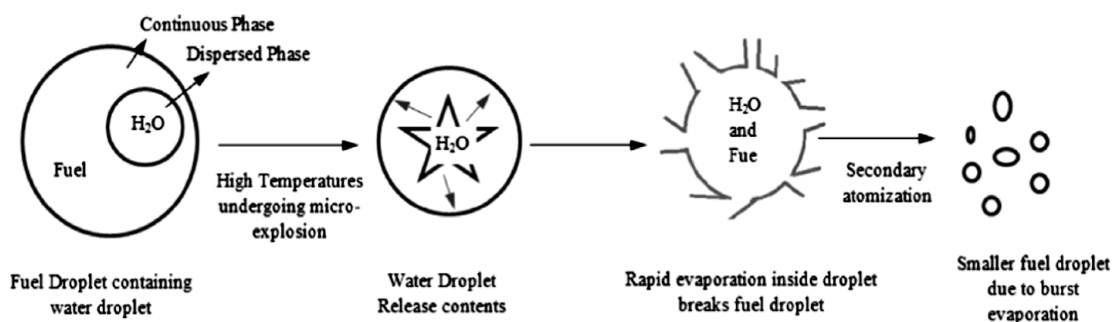 Continuous Phase
Dispersed Phase
H₂O
Fuel
High Temperatures
undergoing micro-
explosion
H₂O
H₂O
and
Fue
Secondary
atomization
Fuel Droplet containing
water droplet
Water Droplet
Release contents
Rapid evaporation inside droplet
breaks fuel droplet
Smaller fuel droplet
due to burst
evaporation